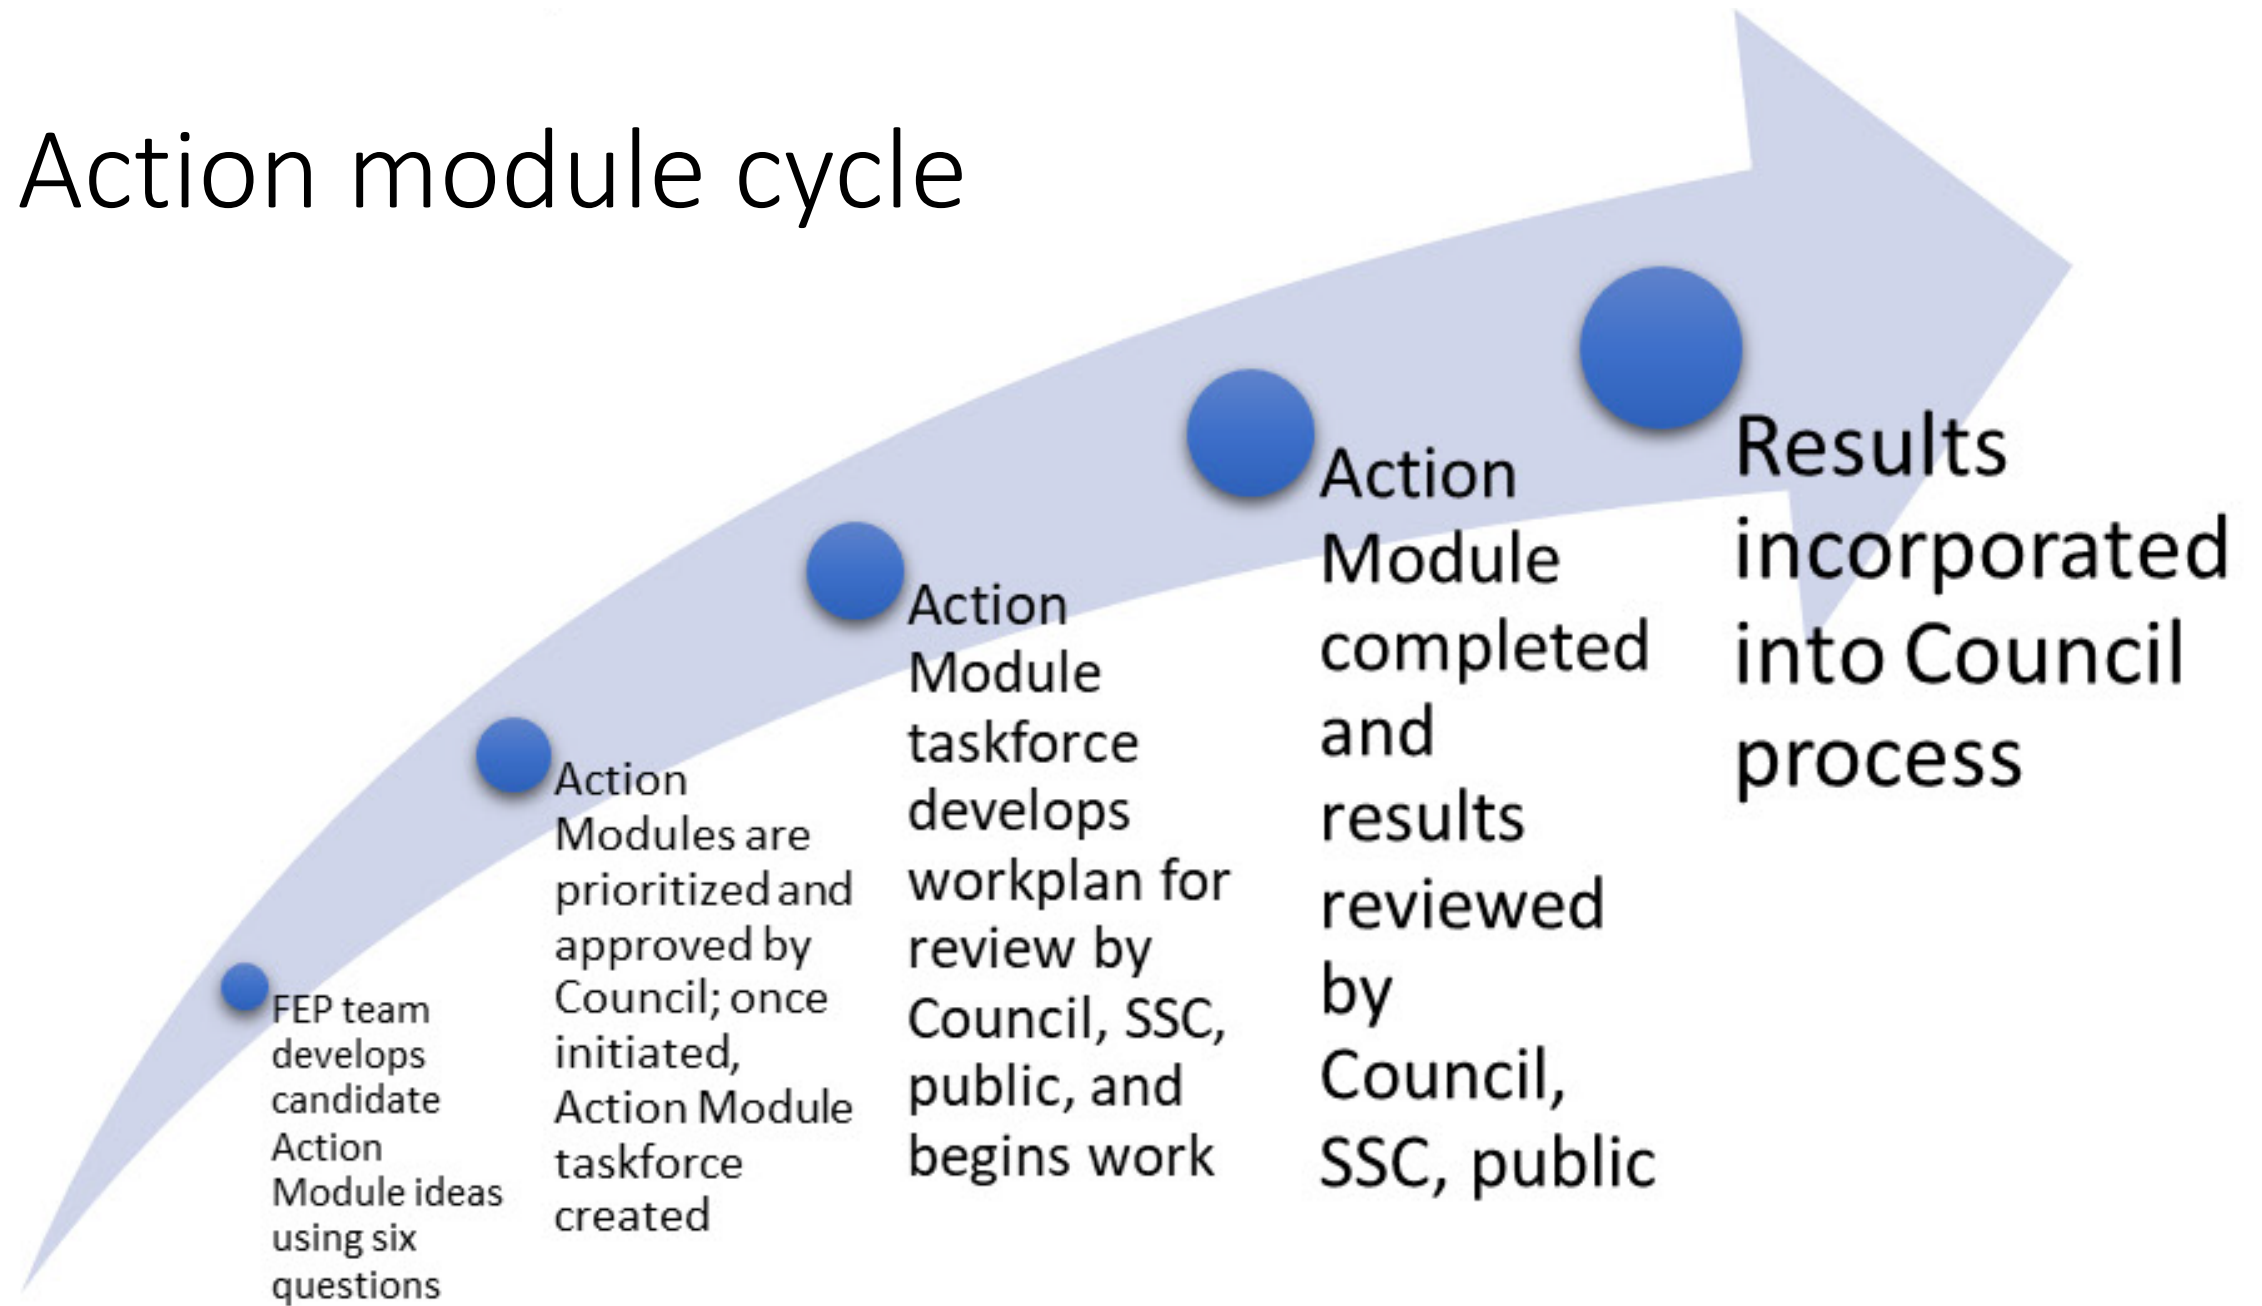 Action module cycle
FEP team
develops
candidate
Action
Module ideas
using six
questions
Action
Modules are
prioritized and
approved by
Council; once
initiated,
Action Module
taskforce
created
Action
Module
taskforce
develops
workplan for
review by
Council, SSC,
public, and
begins work
Action
Module
completed
and
results
reviewed
by
Council,
SSC, public
Results
incorporated
into Council
process